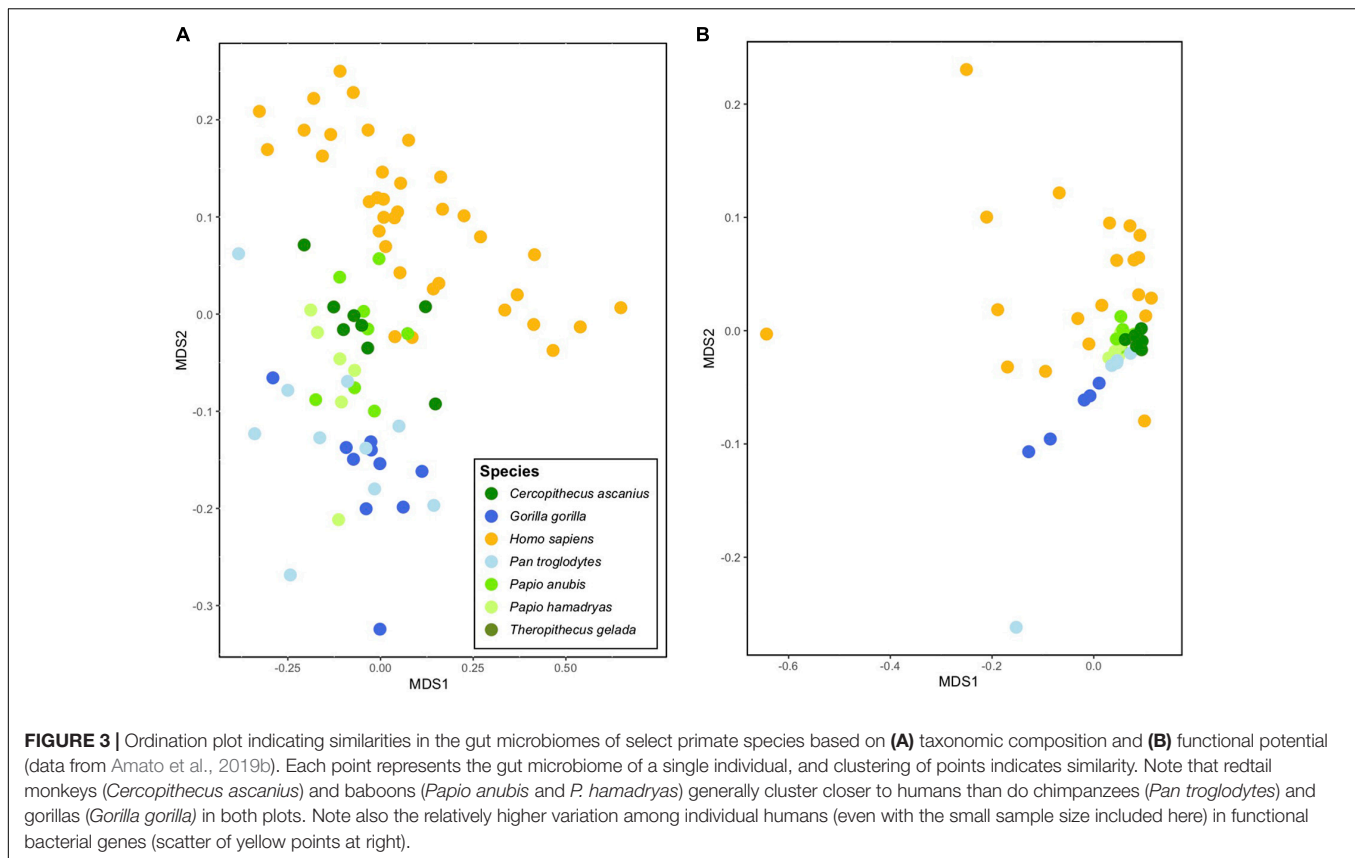 A
B
MDS2
0.2
0.1
0.0
-0.1
-0.2
-0.3
-0.25
0.00
0.25
0.50
MDS1
Species
Cercopithecus ascanius
Gorilla gorilla
Homo sapiens
Pan troglodytes
Papio anubis
Papio hamadryas
Theropithecus gelada
MDS2
0.2
0.1
0.0
-0.1
-0.2
-0.6
-0.4
-0.2
0.0
MDS1
FIGURE 3 | Ordination plot indicating similarities in the gut microbiomes of select primate species based on (A) taxonomic composition and (B) functional potential
(data from Amato et al., 2019b). Each point represents the gut microbiome of a single individual, and clustering of points indicates similarity. Note that redtail
monkeys (Cercopithecus ascanius) and baboons (Papio anubis and P. hamadryas) generally cluster closer to humans than do chimpanzees (Pan troglodytes) and
gorillas (Gorilla gorilla) in both plots. Note also the relatively higher variation among individual humans (even with the small sample size included here) in functional
bacterial genes (scatter of yellow points at right).